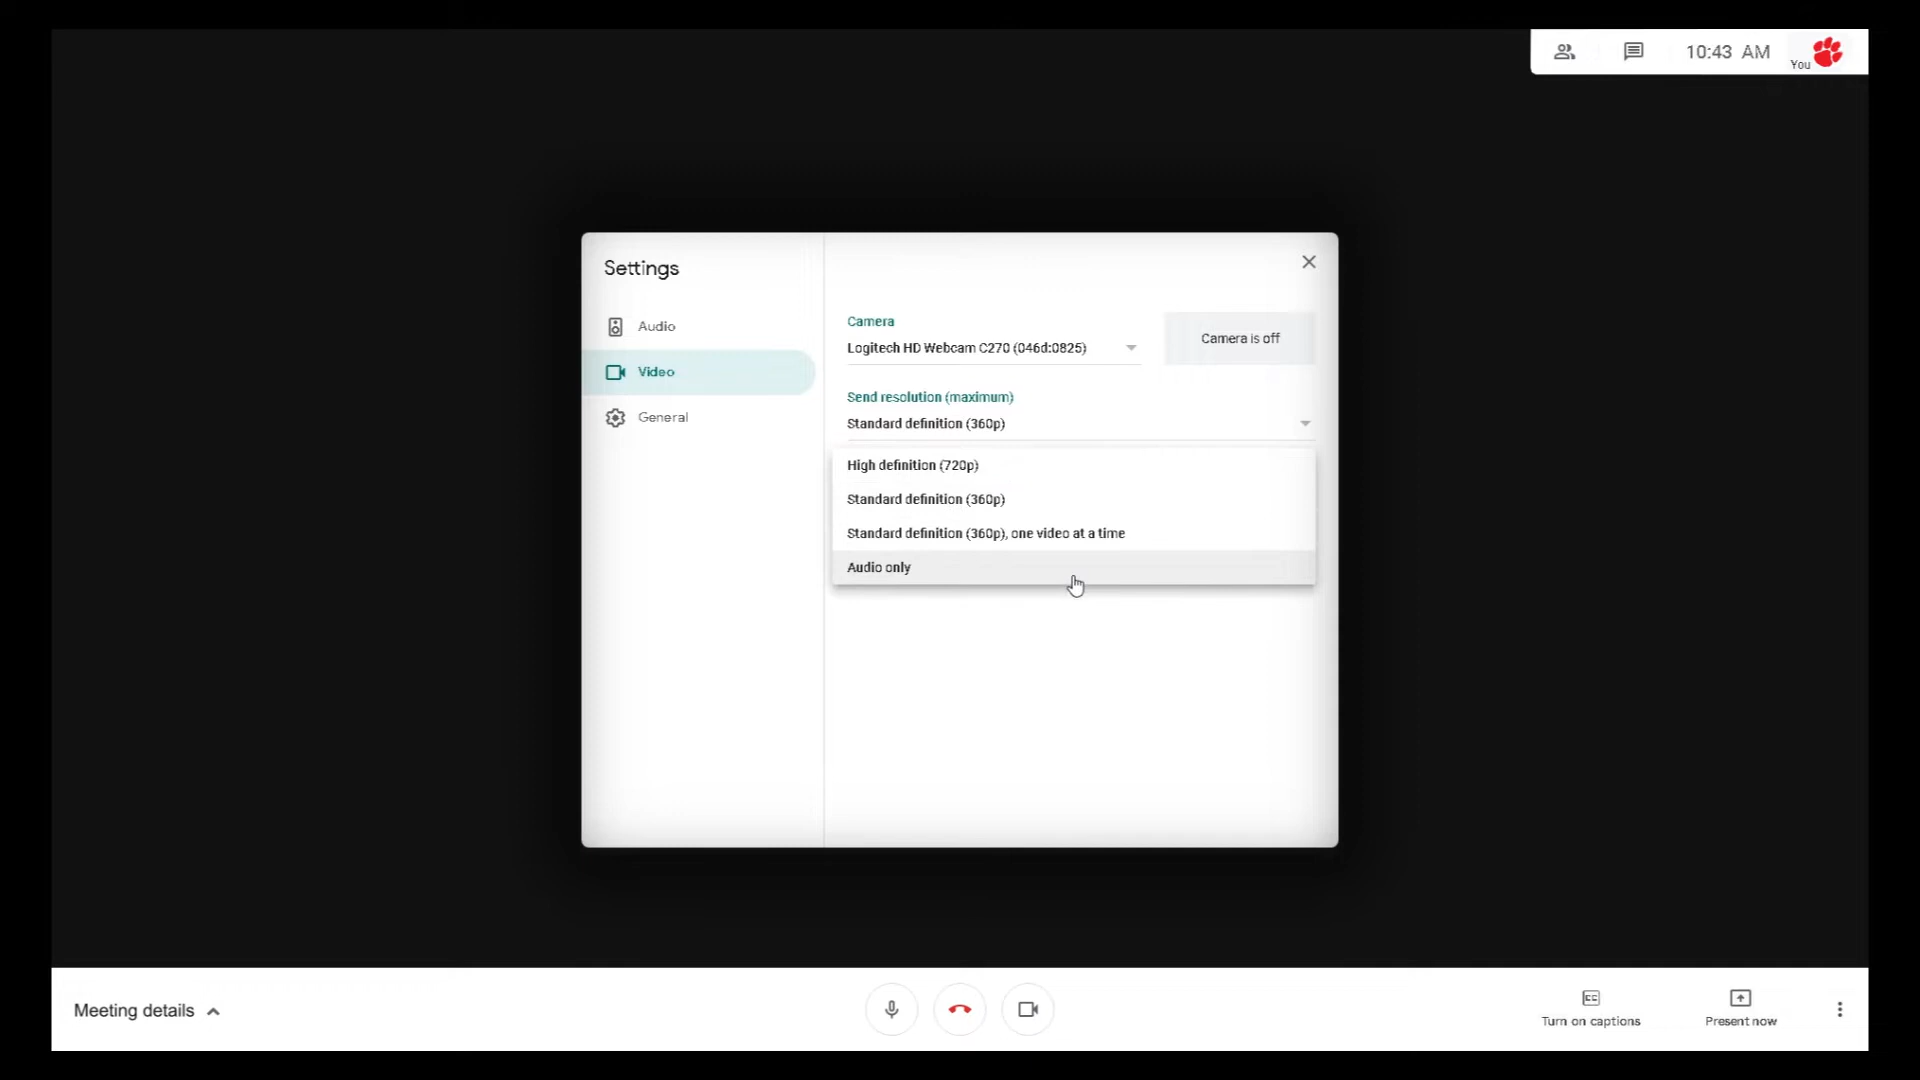 10:43 AM
You
Settings
Audio
Video
General
Camera
Logitech HD Webcam C270 (046d:0825)
Camera is off
Send resolution (maximum)
Standard definition (360p)
High definition (720p)
Standard definition (360p)
Standard definition (360p), one video at a time
Audio only
Meeting details
CC
Turn on captions
Present now